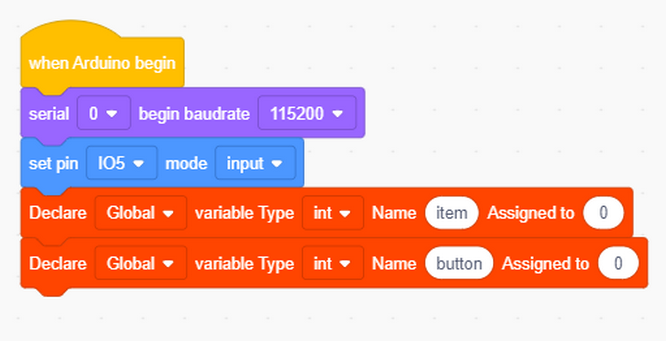 when Arduino begin
serial 0 begin baudrate 115200
set pin IO5 mode input
Declare Global variable Type int Name item Assigned to 0
Declare Global variable Type int Name button Assigned to 0